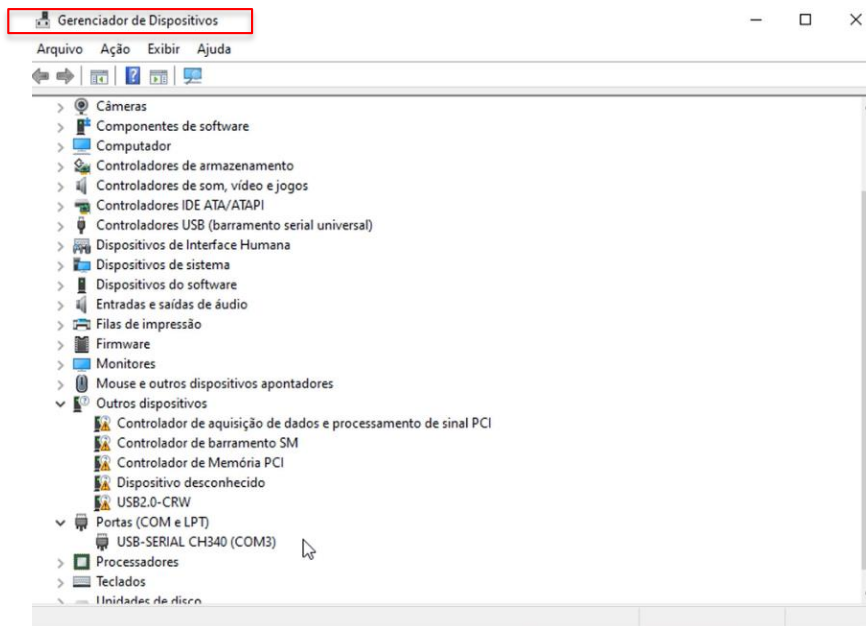 Gerenciador de Dispositivos
Arquivo Ação Exibir Ajuda
Câmeras
Componentes de software
Computador
Controladores de armazenamento
Controladores de som, vídeo e jogos
Controladores IDE ATA/ATAPI
Controladores USB (barramento serial universal)
Dispositivos de Interface Humana
Dispositivos de sistema
Dispositivos do software
Entradas e saídas de áudio
Filas de impressão
Firmware
Monitores
Mouse e outros dispositivos apontadores
Outros dispositivos
Controlador de aquisição de dados e processamento de sinal PCI
Controlador de barramento SM
Controlador de Memória PCI
Dispositivo desconhecido
USB2.0-CRW
Portas (COM e LPT)
USB-SERIAL CH340 (COM3)
Processadores
Teclados
Unidades de disco